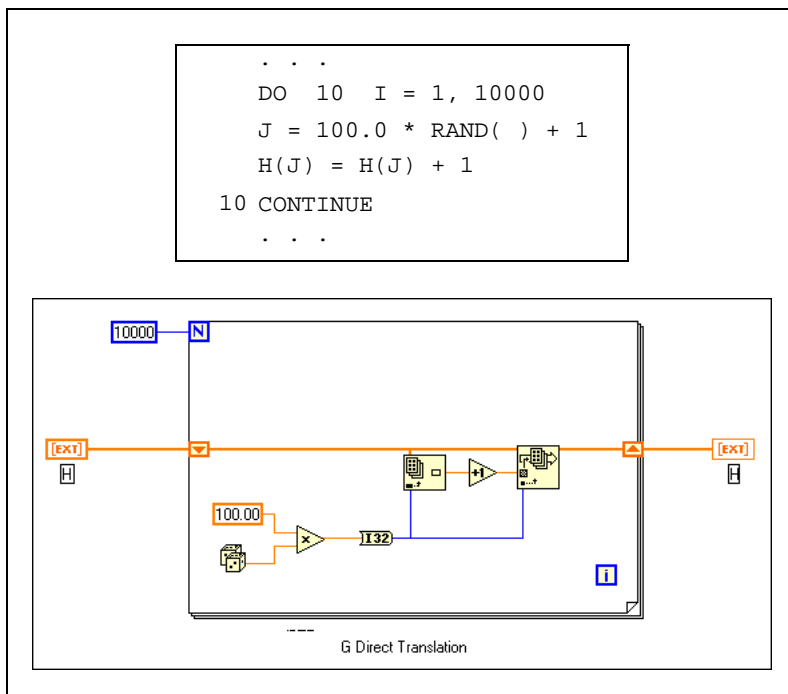 . . .
DO 10 I = 1, 10000
J = 100.0 * RAND( ) + 1
H(J) = H(J) + 1
10 CONTINUE
. . .
10000
N
[EXT]
H
[EXT]
H
+1
100.00
x
I32
i
G Direct Translation